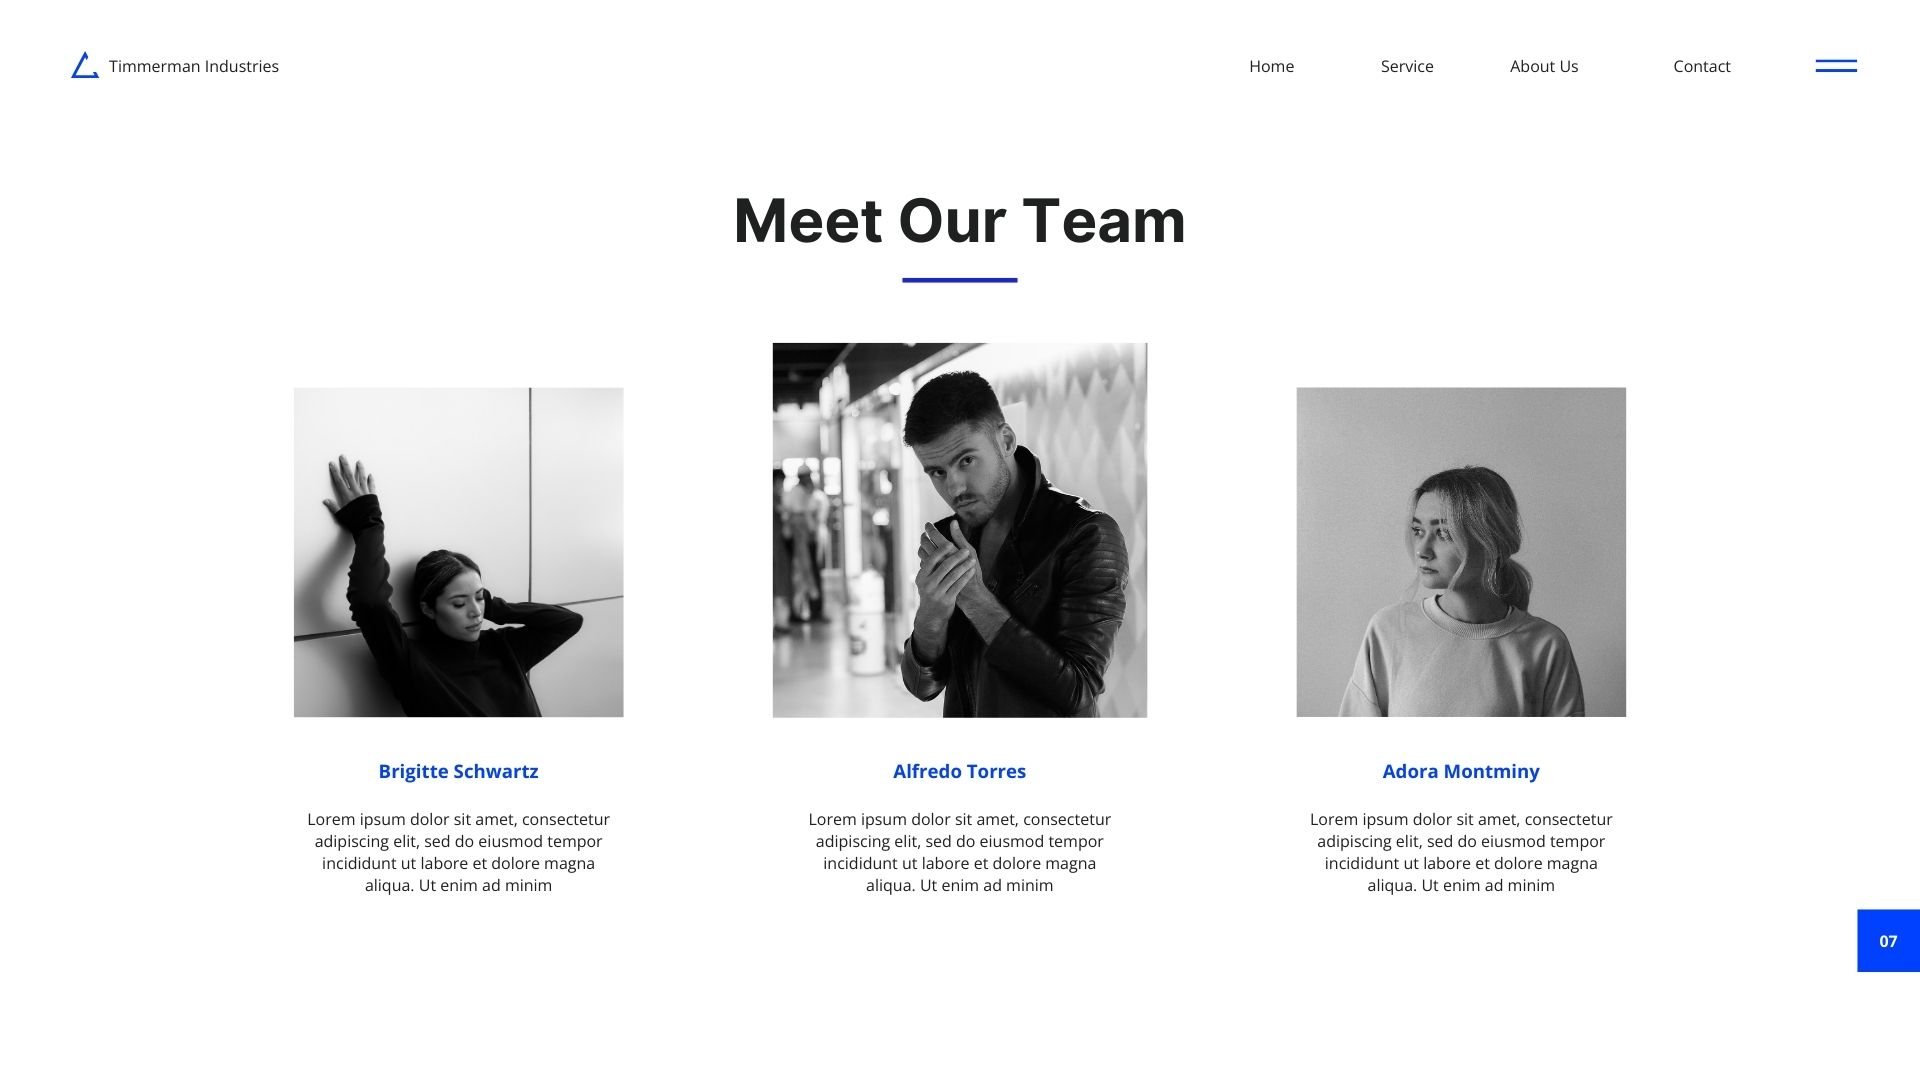 Timmerman Industries
Home
Service
About Us
Contact
Meet Our Team
Brigitte Schwartz
Lorem ipsum dolor sit amet, consectetur
adipiscing elit, sed do eiusmod tempor
incididunt ut labore et dolore magna
aliqua. Ut enim ad minim
Alfredo Torres
Lorem ipsum dolor sit amet, consectetur
adipiscing elit, sed do eiusmod tempor
incididunt ut labore et dolore magna
aliqua. Ut enim ad minim
Adora Montminy
Lorem ipsum dolor sit amet, consectetur
adipiscing elit, sed do eiusmod tempor
incididunt ut labore et dolore magna
aliqua. Ut enim ad minim
07